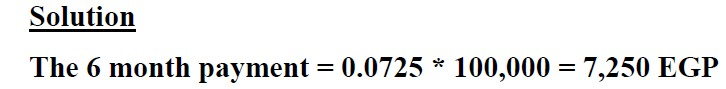 Solution
The 6 month payment = 0.0725 * 100,000 = 7,250 EGP